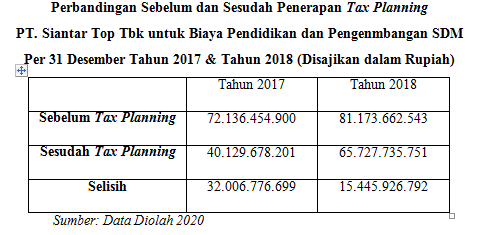 Perbandingan Sebelum dan Sesudah Penerapan Tax Planning
PT. Siantar Top Tbk untuk Biaya Pendidikan dan Pengenmbangan SDM
Per 31 Desember Tahun 2017 & Tahun 2018 (Disajikan dalam Rupiah)
Tahun 2017 Tahun 2018
Sebelum Tax Planning 72.136.454.900 81.173.662.543
Sesudah Tax Planning 40.129.678.201 65.727.735.751
Selisih 32.006.776.699 15.445.926.792
Sumber: Data Diolah 2020